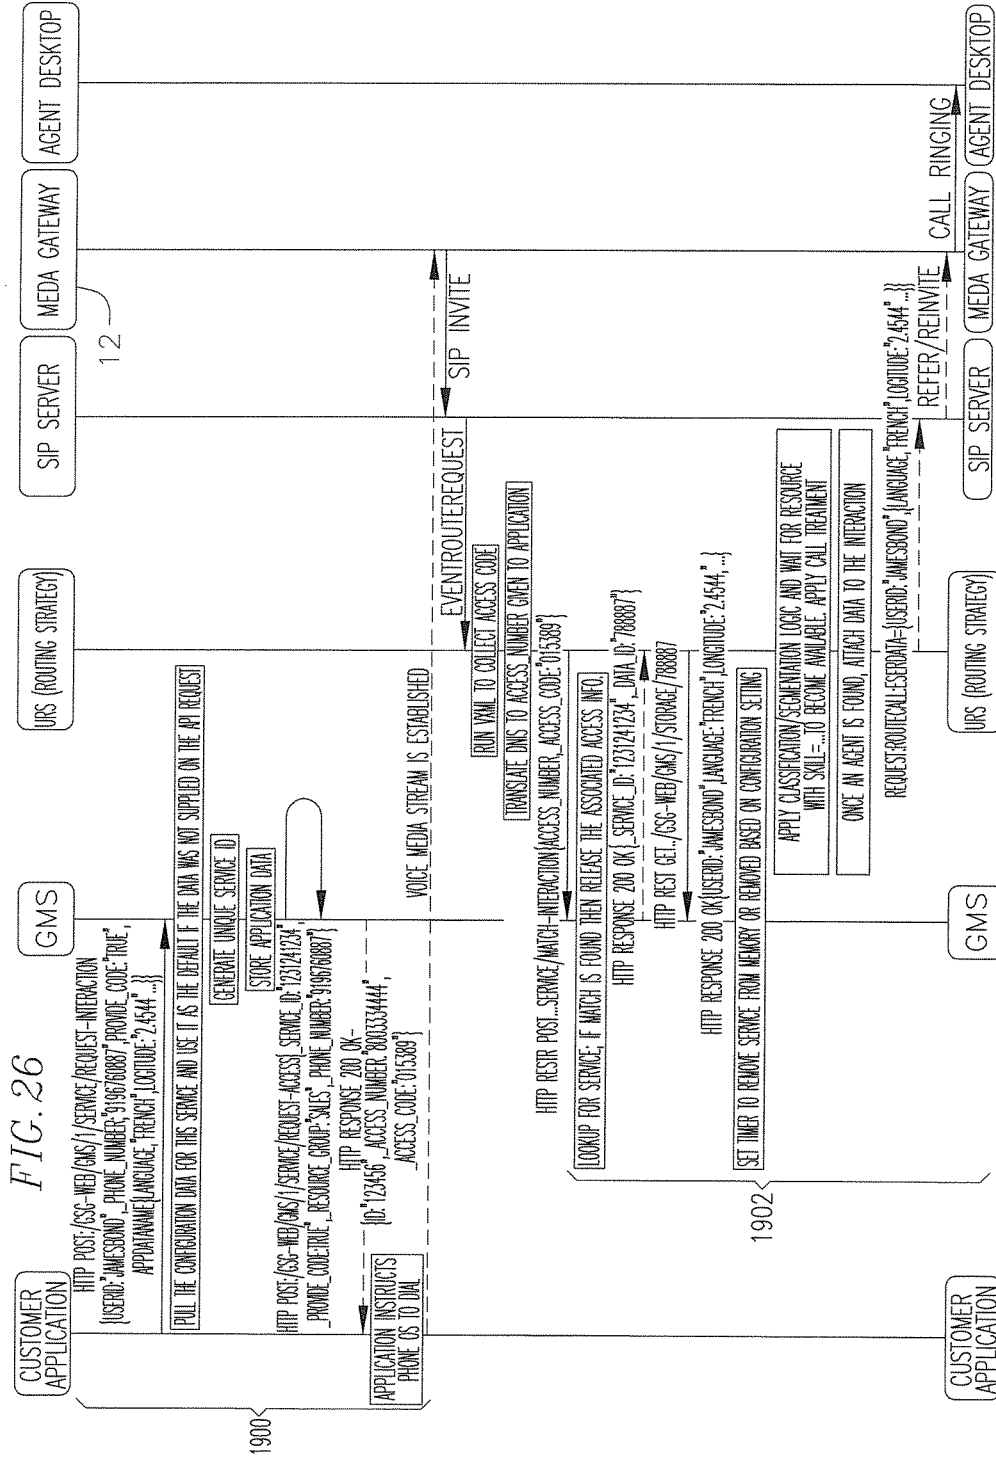 FIG. 26
CUSTOMER
APPLICATION
GMS
URS (ROUTING STRATEGY)
SIP SERVER
MEDA GATEWAY
AGENT DESKTOP
12
HTTP POST:/GSG-WEB/GMS/1/SERVICE/REQUEST-INTERACTION
{USERID:"JAMESBOND",_PHONE_NUMBER;"9196760887",PROVIDE_CODE:"TRUE",
APPDATANAME{LANGUAGE,"FRENCH",LOGITUDE:"2.4544" ...}}
PULL THE CONFIGURATION DATA FOR THIS SERVICE AND USE IT AS THE DEFAULT IF THE DATA WAS NOT SUPPLIED ON THE API REQUEST
GENERATE UNIQUE SERVICE ID
STORE APPLICATION DATA
1900
HTTP POST:/GSG-WEB/GMS/1/SERVICE/REQUEST-ACCESS{_SERVICE_ID:"1231241234",
_PROVIDE_CODE:TRUE",_RESOURCE_GROUP:"SALES",_PHONE_NUMBER:"9196760887"}
HTTP RESPONSE 200 OK-
{ID:"123456",_ACCESS_NUMBER:"8003334444,
_ACCESS_CODE:"015389"}
APPLICATION INSTRUCTS
PHONE OS TO DIAL
VOICE MEDIA STREAM IS ESTABLISHED
SIP INVITE
EVENTROUTEREQUEST
RUN VXML TO COLLECT ACCESS CODE
TRANSLATE DNIS TO ACCESS_NUMBER GIVEN TO APPLICATION
HTTP RESTR POST...SERVICE/MATCH-INTERACTION{ACCESS_NUMBER,_ACCESS_CODE:"015389"}
LOOKUP FOR SERVICE; IF MATCH IS FOUND THEN RELEASE THE ASSOCIATED ACCESS INFO.
HTTP RESPONSE 200 OK{_SERVICE_ID:"1231241234",_DATA_ID:"788887"}
HTTP REST GET../GSG-WEB/GMS/1/STORAGE/788887
HTTP RESPONSE 200 OK{USERID:"JAMESBOND",LANGUAGE:"FRENCH",LONGITUDE:"2.4544", ...}
1902
SET TIMER TO REMOVE SERVICE FROM MEMORY OR REMOVED BASED ON CONFIGURATION SETTING
APPLY CLASSIFICATION/SEGMENTATION LOGIC AND WAIT FOR RESOURCE
WITH SKILL=...TO BECOME AVAILABLE. APPLY CALL TREAIMENT
ONCE AN AGENT IS FOUND, ATTACH DATA TO THE INTERACTION
REQUEST:ROUTECALL:ESERDATA={USERID:"JAMESBOND",{LANGUAGE,"FRENCH",LOGITUDE:"2.4544" ...}}
REFER/REINVITE
CALL RINGING
CUSTOMER
APPLICATION
GMS
URS (ROUTING STRATEGY)
SIP SERVER
MEDA GATEWAY
AGENT DESKTOP